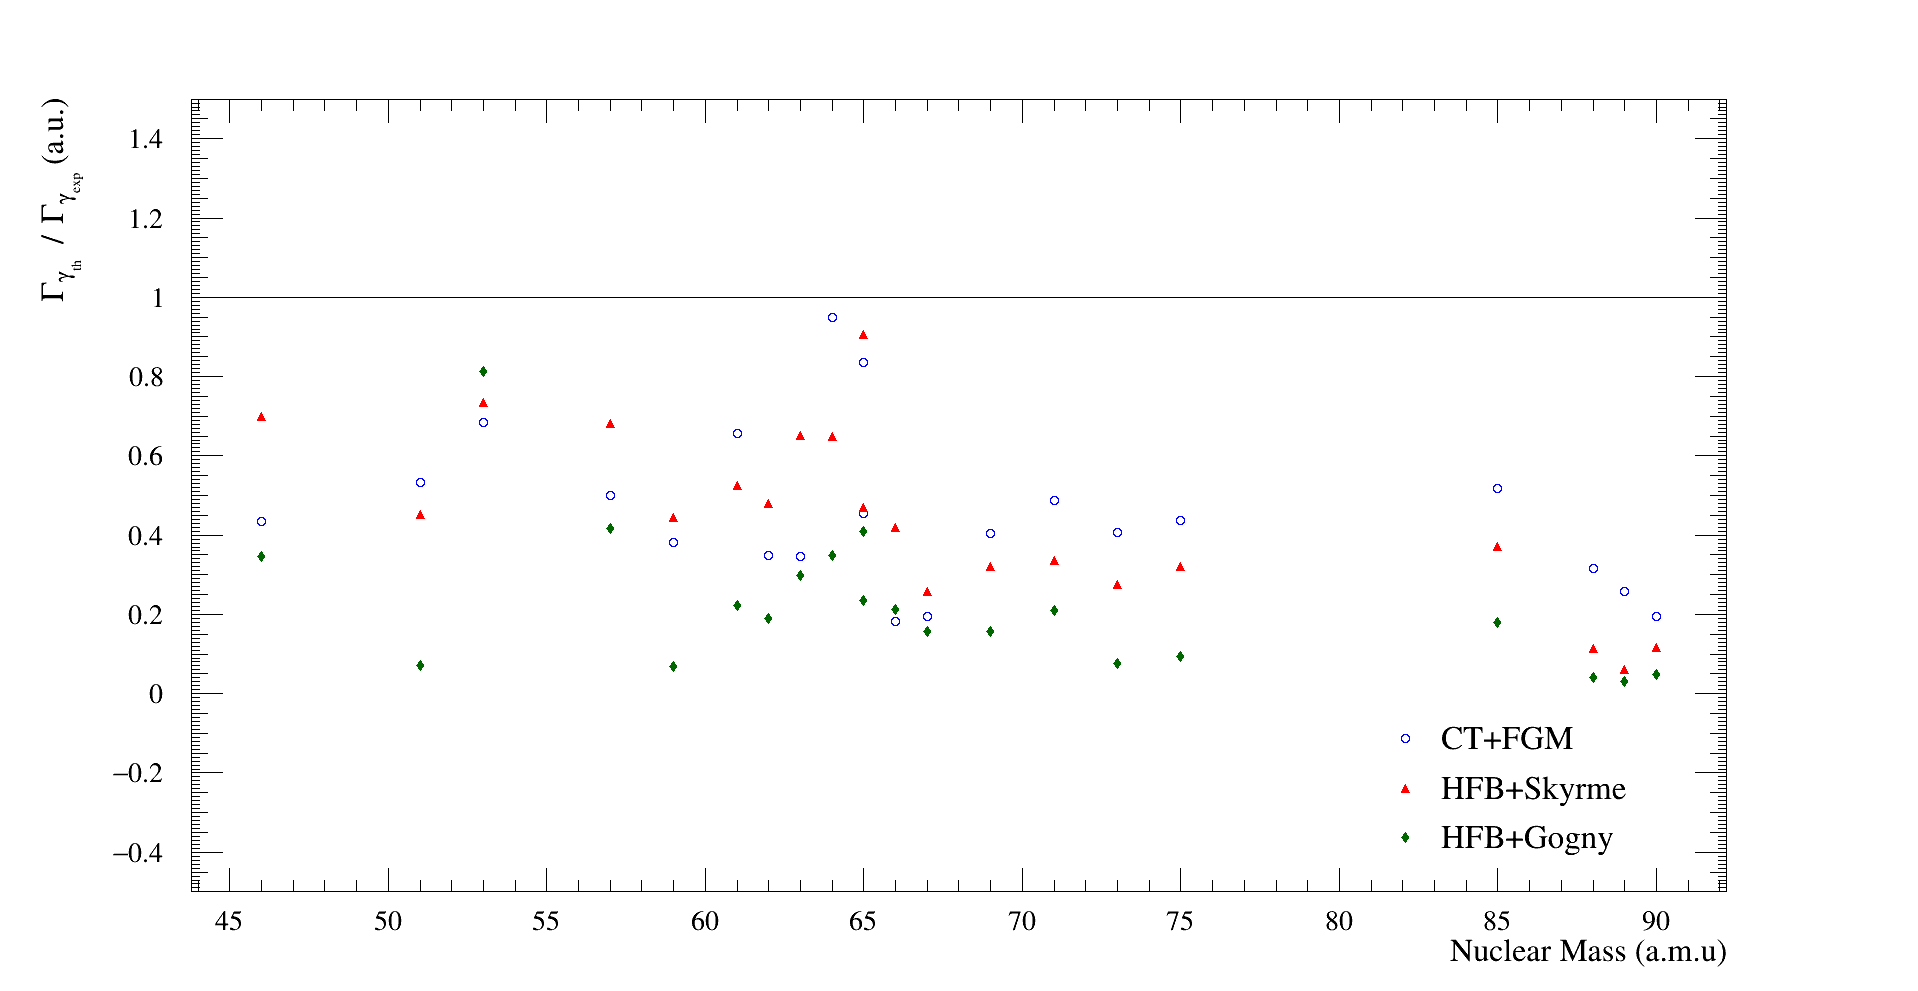 Γγth / Γγexp (a.u.)
1.4
1.2
1
0.8
0.6
0.4
0.2
0
−0.2
−0.4
CT+FGM
HFB+Skyrme
HFB+Gogny
45 50 55 60 65 70 75 80 85 90
Nuclear Mass (a.m.u)